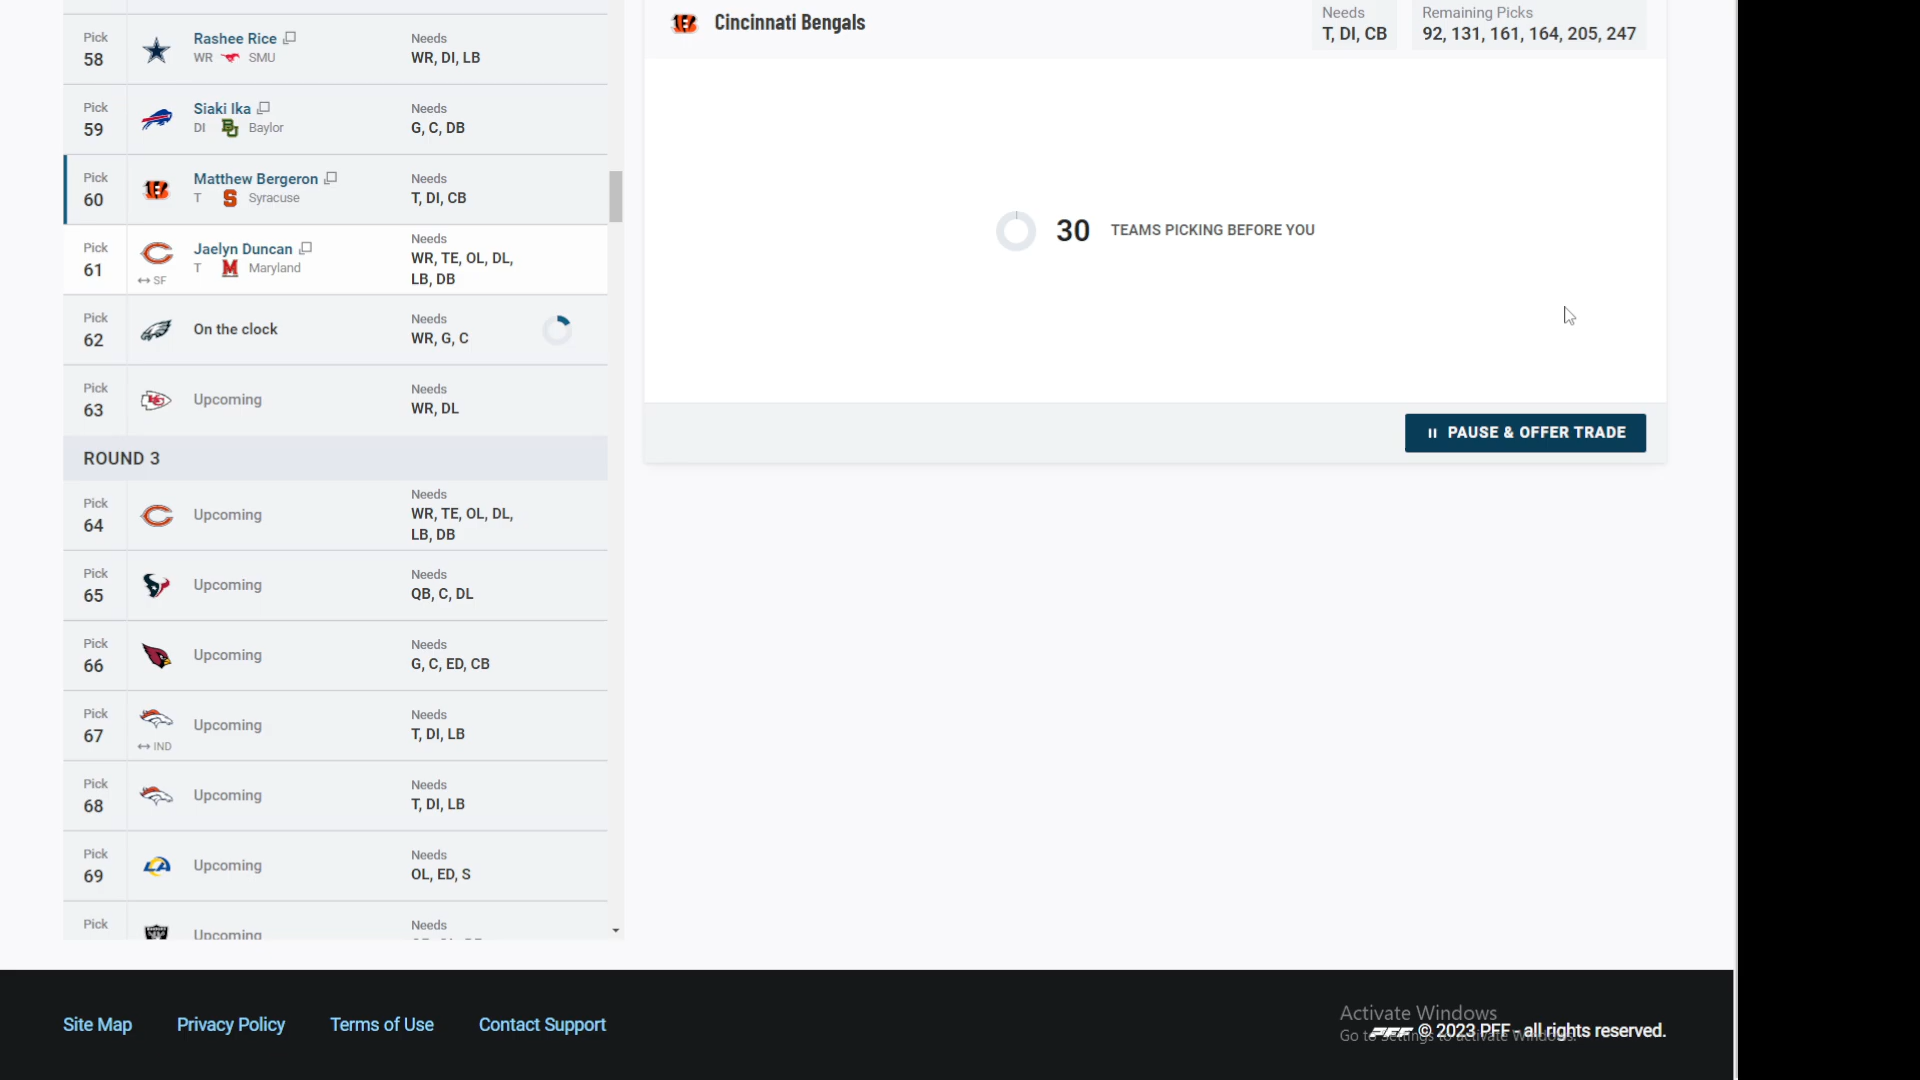 Pick
58
Rashee Rice
WR SMU
Needs
WR, DI, LB
Pick
59
Siaki Ika
DI Baylor
Needs
G, C, DB
Pick
60
Matthew Bergeron
T Syracuse
Needs
T, DI, CB
Pick
61
SF
Jaelyn Duncan
T Maryland
Needs
WR, TE, OL, DL,
LB, DB
Pick
62
On the clock
Needs
WR, G, C
Pick
63
Upcoming
Needs
WR, DL
ROUND 3
Pick
64
Upcoming
Needs
WR, TE, OL, DL,
LB, DB
Pick
65
Upcoming
Needs
QB, C, DL
Pick
66
Upcoming
Needs
G, C, ED, CB
Pick
67
IND
Upcoming
Needs
T, DI, LB
Pick
68
Upcoming
Needs
T, DI, LB
Pick
69
Upcoming
Needs
OL, ED, S
Pick
Upcoming
Needs
Cincinnati Bengals
Needs
T, DI, CB
Remaining Picks
92, 131, 161, 164, 205, 247
30 TEAMS PICKING BEFORE YOU
PAUSE & OFFER TRADE
Site Map Privacy Policy Terms of Use Contact Support
Activate Windows
Go to Settings to activate Windows.
PFF © 2023 PFF - all rights reserved.